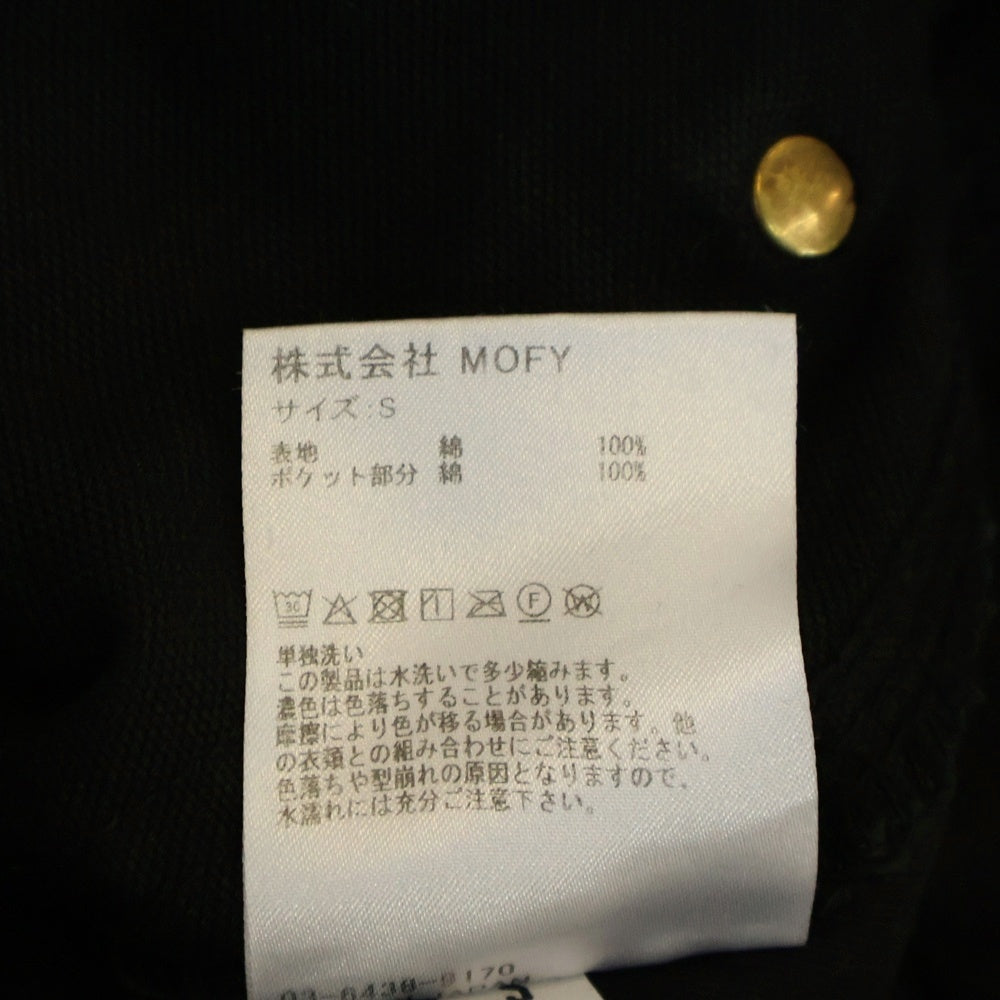 株式会社 MOFY
サイズ:S
表地 綿 100%
ポケット部分 綿 100%
30 F W
単独洗い
この製品は水洗いで多少縮みます。
濃色は色落ちすることがあります。
摩擦により色が移る場合があります。他
の衣類との組み合わせにご注意ください。
色落ちや型崩れの原因となりますので、
水濡れには充分ご注意下さい。
03-6438-6170